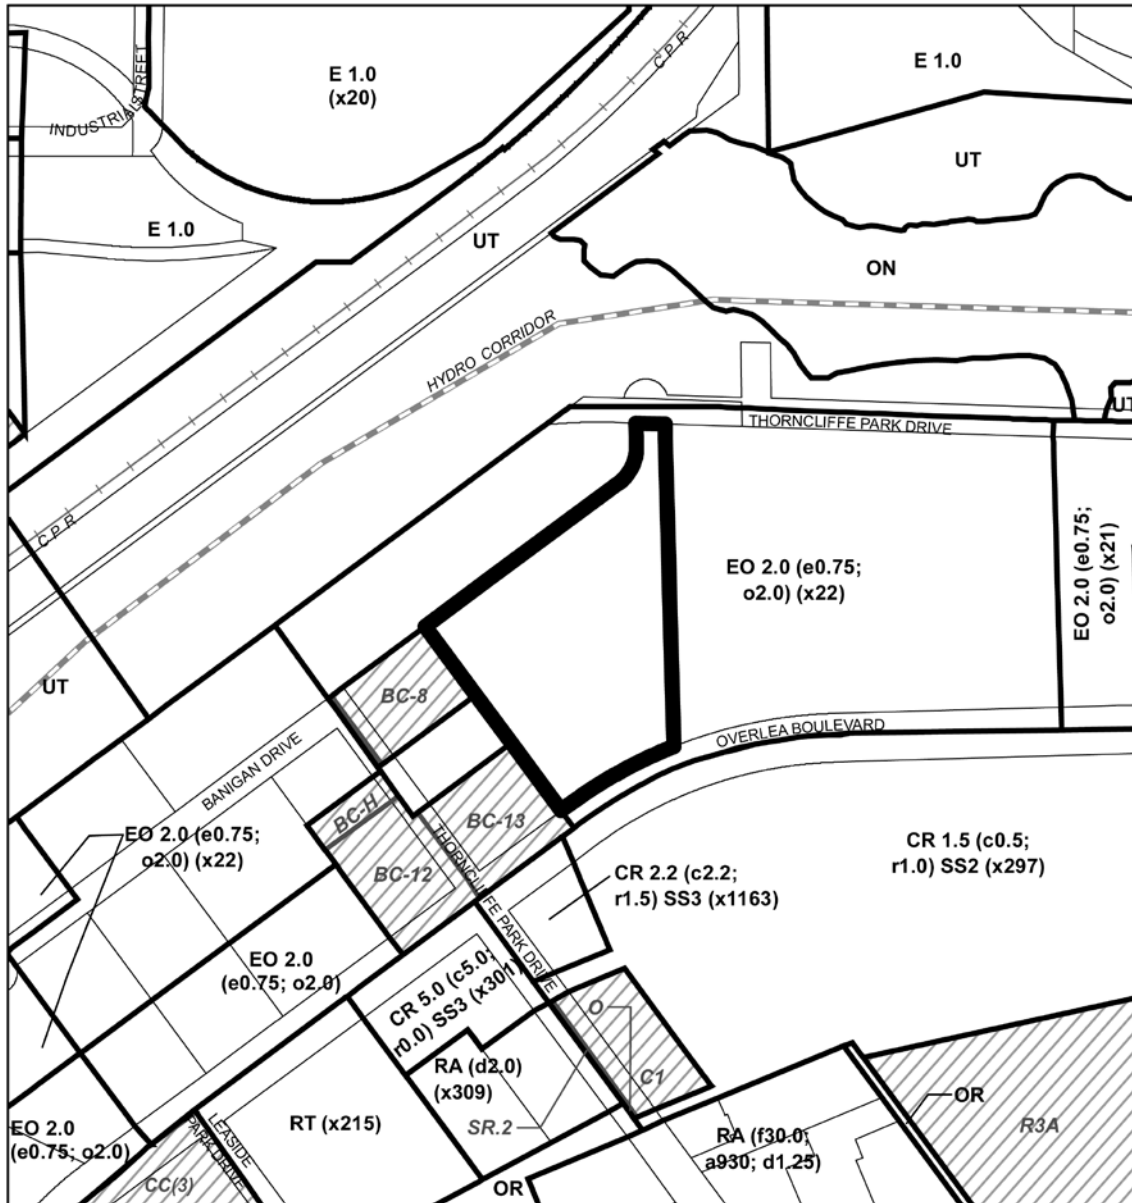 E 1.0
(x20)
C.P.R
E 1.0
INDUSTRIAL STREET
UT
E 1.0
UT
ON
HYDRO CORRIDOR
UT
THORNCLIFFE PARK DRIVE
C.P.R
EO 2.0 (e0.75;
o2.0) (x22)
EO 2.0 (e0.75;
o2.0) (x21)
UT
BC-8
OVERLEA BOULEVARD
BANIGAN DRIVE
BC-H
BC-13
EO 2.0 (e0.75;
o2.0) (x22)
THORNCLIFFE PARK DRIVE
BC-12
CR 2.2 (c2.2;
r1.5) SS3 (x1163)
CR 1.5 (c0.5;
r1.0) SS2 (x297)
EO 2.0
(e0.75; o2.0)
CR 5.0 (c5.0;
r0.0) SS3 (x301)
O
C1
RA (d2.0)
(x309)
SR.2
OR
R3A
EO 2.0
(e0.75; o2.0)
LEASIDE
PARK DRIVE
RT (x215)
RA (f30.0;
a930; d1.25)
CC(3)
OR